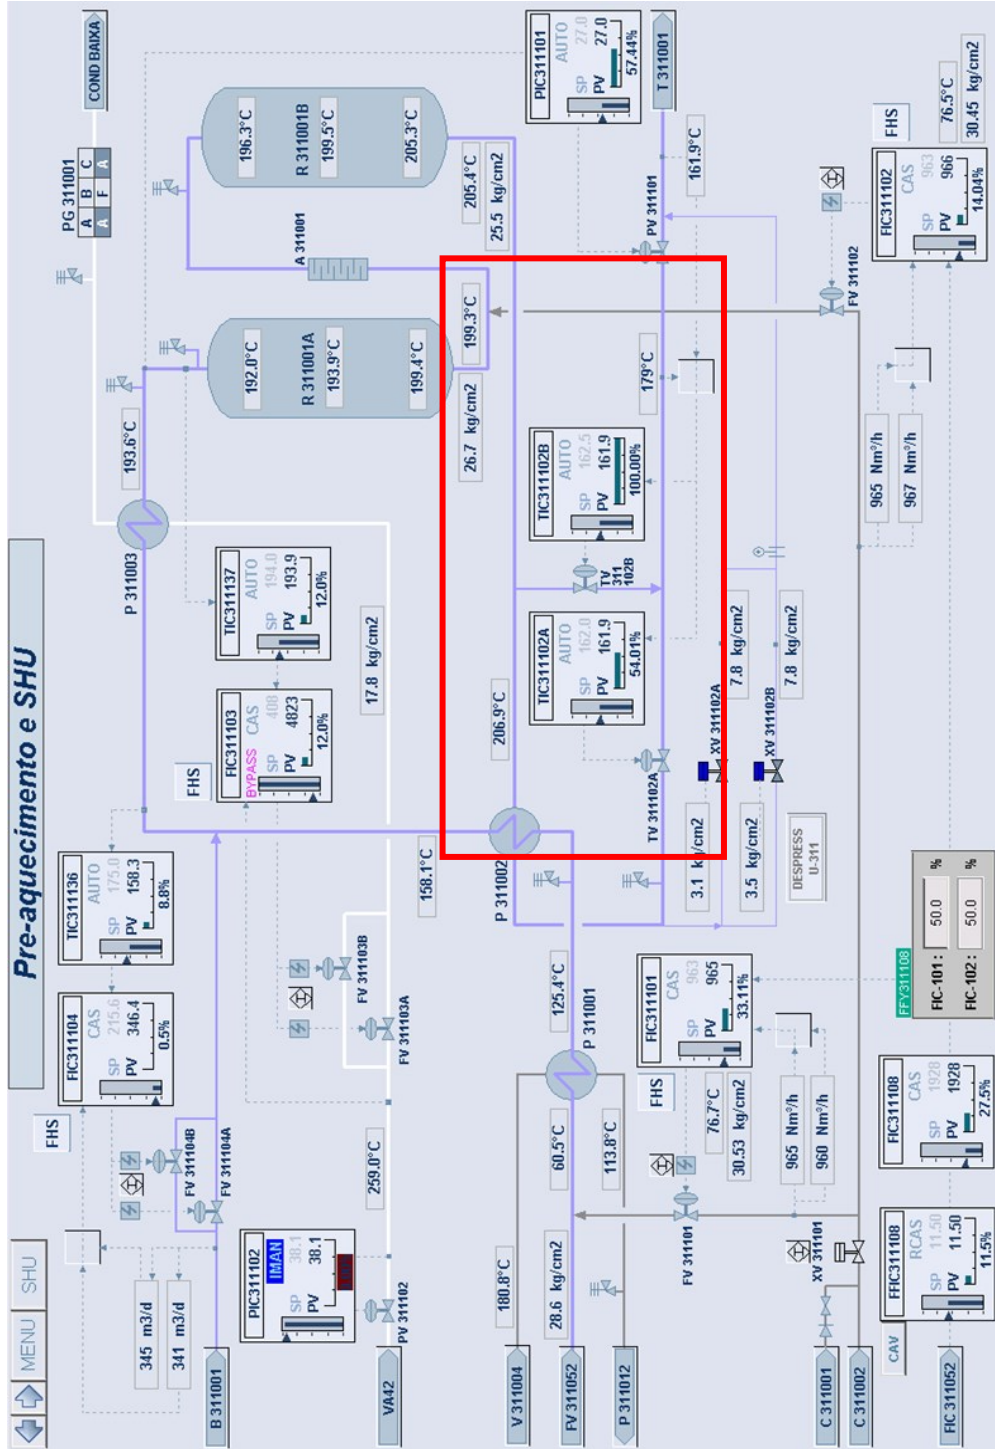 MENU
SHU
Pre-aquecimento e SHU
345 m3/d
341 m3/d
B 311001
FHS
FIC311104
CAS
SP 215.6
PV 346.4
0.5%
TIC311136
AUTO
SP 175.0
PV 158.3
8.8%
FV 311104B
FV 311104A
PIC311102
IMAN
SP 38.1
PV 38.1
PV 311102
VA42
259.0°C
FV 311103A
FV 311103B
FHS
FIC311103
BYPASS CAS
SP 408
PV 4823
12.0%
TIC311137
AUTO
SP 194.0
PV 193.9
12.0%
17.8 kg/cm2
P 311003
193.6°C
PG 311001
A B C
A F A
COND BAIXA
192.0°C
R 311001A
193.9°C
199.4°C
A 311001
196.3°C
R 311001B
199.5°C
205.3°C
199.3°C
26.7 kg/cm2
205.4°C
25.5 kg/cm2
PIC311101
AUTO
SP 27.0
PV 27.0
57.44%
T 311001
PV 311101
161.9°C
179°C
158.1°C
P 311002
206.9°C
TIC311102A
AUTO
SP 162.0
PV 161.9
54.01%
TIC311102B
AUTO
SP 162.5
PV 161.9
100.00%
TV 311 102B
TV 311102A
XV 311102A
7.8 kg/cm2
XV 311102B
7.8 kg/cm2
3.1 kg/cm2
3.5 kg/cm2
DESPRESS
U-311
V 311004
180.8°C
FV 311052
28.6 kg/cm2
P 311012
60.5°C
113.8°C
P 311001
125.4°C
FHS
FIC311101
CAS
SP 963
PV 965
33.11%
76.7°C
30.53 kg/cm2
FV 311101
965 Nm³/h
960 Nm³/h
XV 311101
C 311001
C 311002
CAV
FIC 311052
FFIC311108
RCAS
SP 11.50
PV 11.50
11.5%
FIC311108
CAS
SP 1928
PV 1928
27.5%
FFY311108
FIC-101: 50.0 %
FIC-102: 50.0 %
965 Nm³/h
967 Nm³/h
FV 311102
FIC311102
CAS
SP 963
PV 966
14.04%
FHS
76.5°C
30.45 kg/cm2